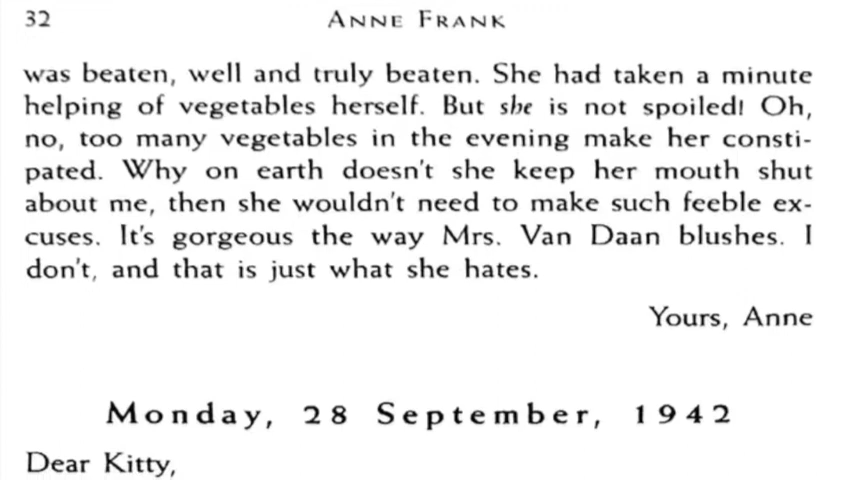 32 ANNE FRANK
was beaten, well and truly beaten. She had taken a minute
helping of vegetables herself. But she is not spoiled! Oh,
no, too many vegetables in the evening make her consti-
pated. Why on earth doesn't she keep her mouth shut
about me, then she wouldn't need to make such feeble ex-
cuses. It's gorgeous the way Mrs. Van Daan blushes. I
don't, and that is just what she hates.
Yours, Anne
Monday, 28 September, 1942
Dear Kitty,